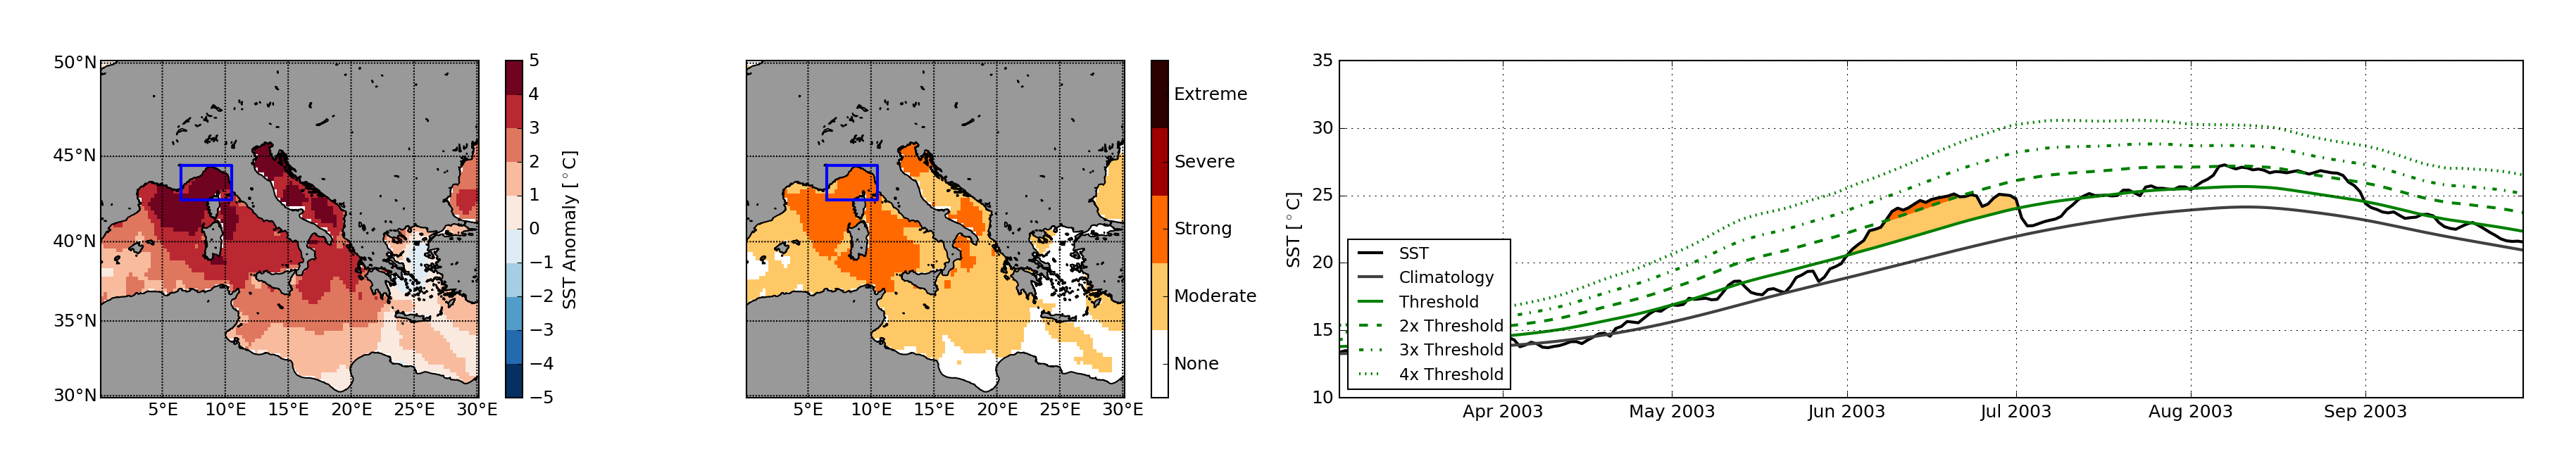 50°N
45°N
40°N
35°N
30°N
5°E 10°E 15°E 20°E 25°E 30°E
5
4
3
2
1
0
−1
−2
−3
−4
−5
SST Anomaly [°C]
5°E 10°E 15°E 20°E 25°E 30°E
Extreme
Severe
Strong
Moderate
None
SST [°C]
35
30
25
20
15
10
SST
Climatology
Threshold
2x Threshold
3x Threshold
4x Threshold
Apr 2003 May 2003 Jun 2003 Jul 2003 Aug 2003 Sep 2003